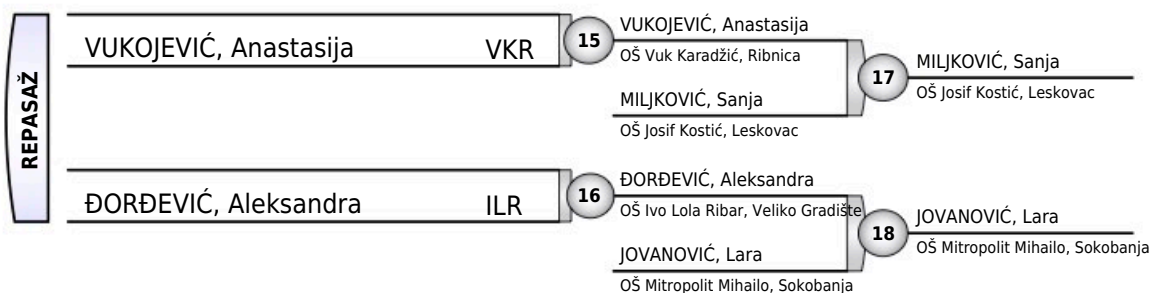 REPASAŽ
VUKOJEVIĆ, Anastasija VKR
15
VUKOJEVIĆ, Anastasija
OŠ Vuk Karadžić, Ribnica
MILJKOVIĆ, Sanja
OŠ Josif Kostić, Leskovac
17
MILJKOVIĆ, Sanja
OŠ Josif Kostić, Leskovac
ĐORĐEVIĆ, Aleksandra ILR
16
ĐORĐEVIĆ, Aleksandra
OŠ Ivo Lola Ribar, Veliko Gradište
JOVANOVIĆ, Lara
OŠ Mitropolit Mihailo, Sokobanja
18
JOVANOVIĆ, Lara
OŠ Mitropolit Mihailo, Sokobanja